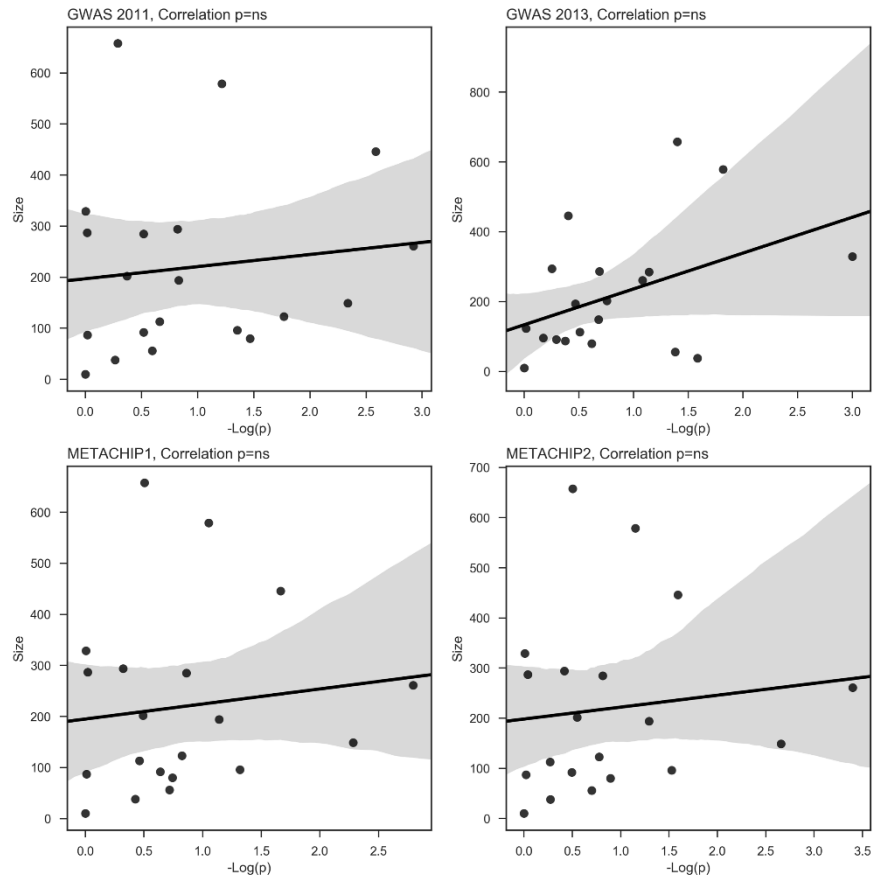 GWAS 2011, Correlation p=ns
600
500
400
300
200
100
0
Size
0.0 0.5 1.0 1.5 2.0 2.5 3.0
-Log(p)
GWAS 2013, Correlation p=ns
800
600
400
200
0
Size
0.0 0.5 1.0 1.5 2.0 2.5 3.0
-Log(p)
METACHIP1, Correlation p=ns
600
500
400
300
200
100
0
Size
0.0 0.5 1.0 1.5 2.0 2.5
-Log(p)
METACHIP2, Correlation p=ns
700
600
500
400
300
200
100
0
Size
0.0 0.5 1.0 1.5 2.0 2.5 3.0 3.5
-Log(p)